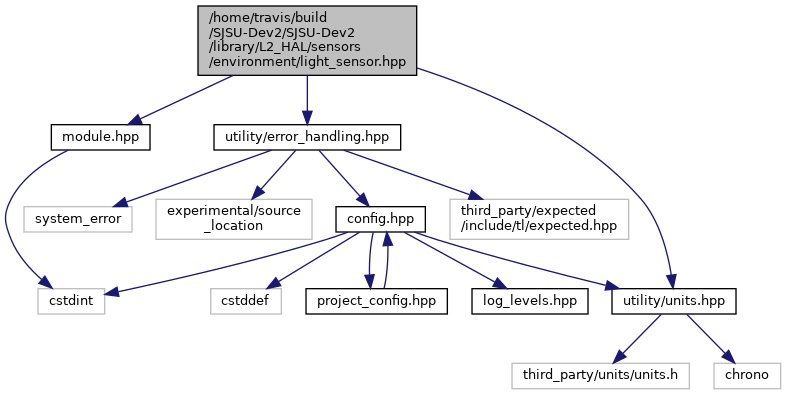 /home/travis/build
/SJSU-Dev2/SJSU-Dev2
/library/L2_HAL/sensors
/environment/light_sensor.hpp
module.hpp
utility/error_handling.hpp
system_error
experimental/source
_location
config.hpp
third_party/expected
/include/tl/expected.hpp
cstdint
cstddef
project_config.hpp
log_levels.hpp
utility/units.hpp
third_party/units/units.h
chrono